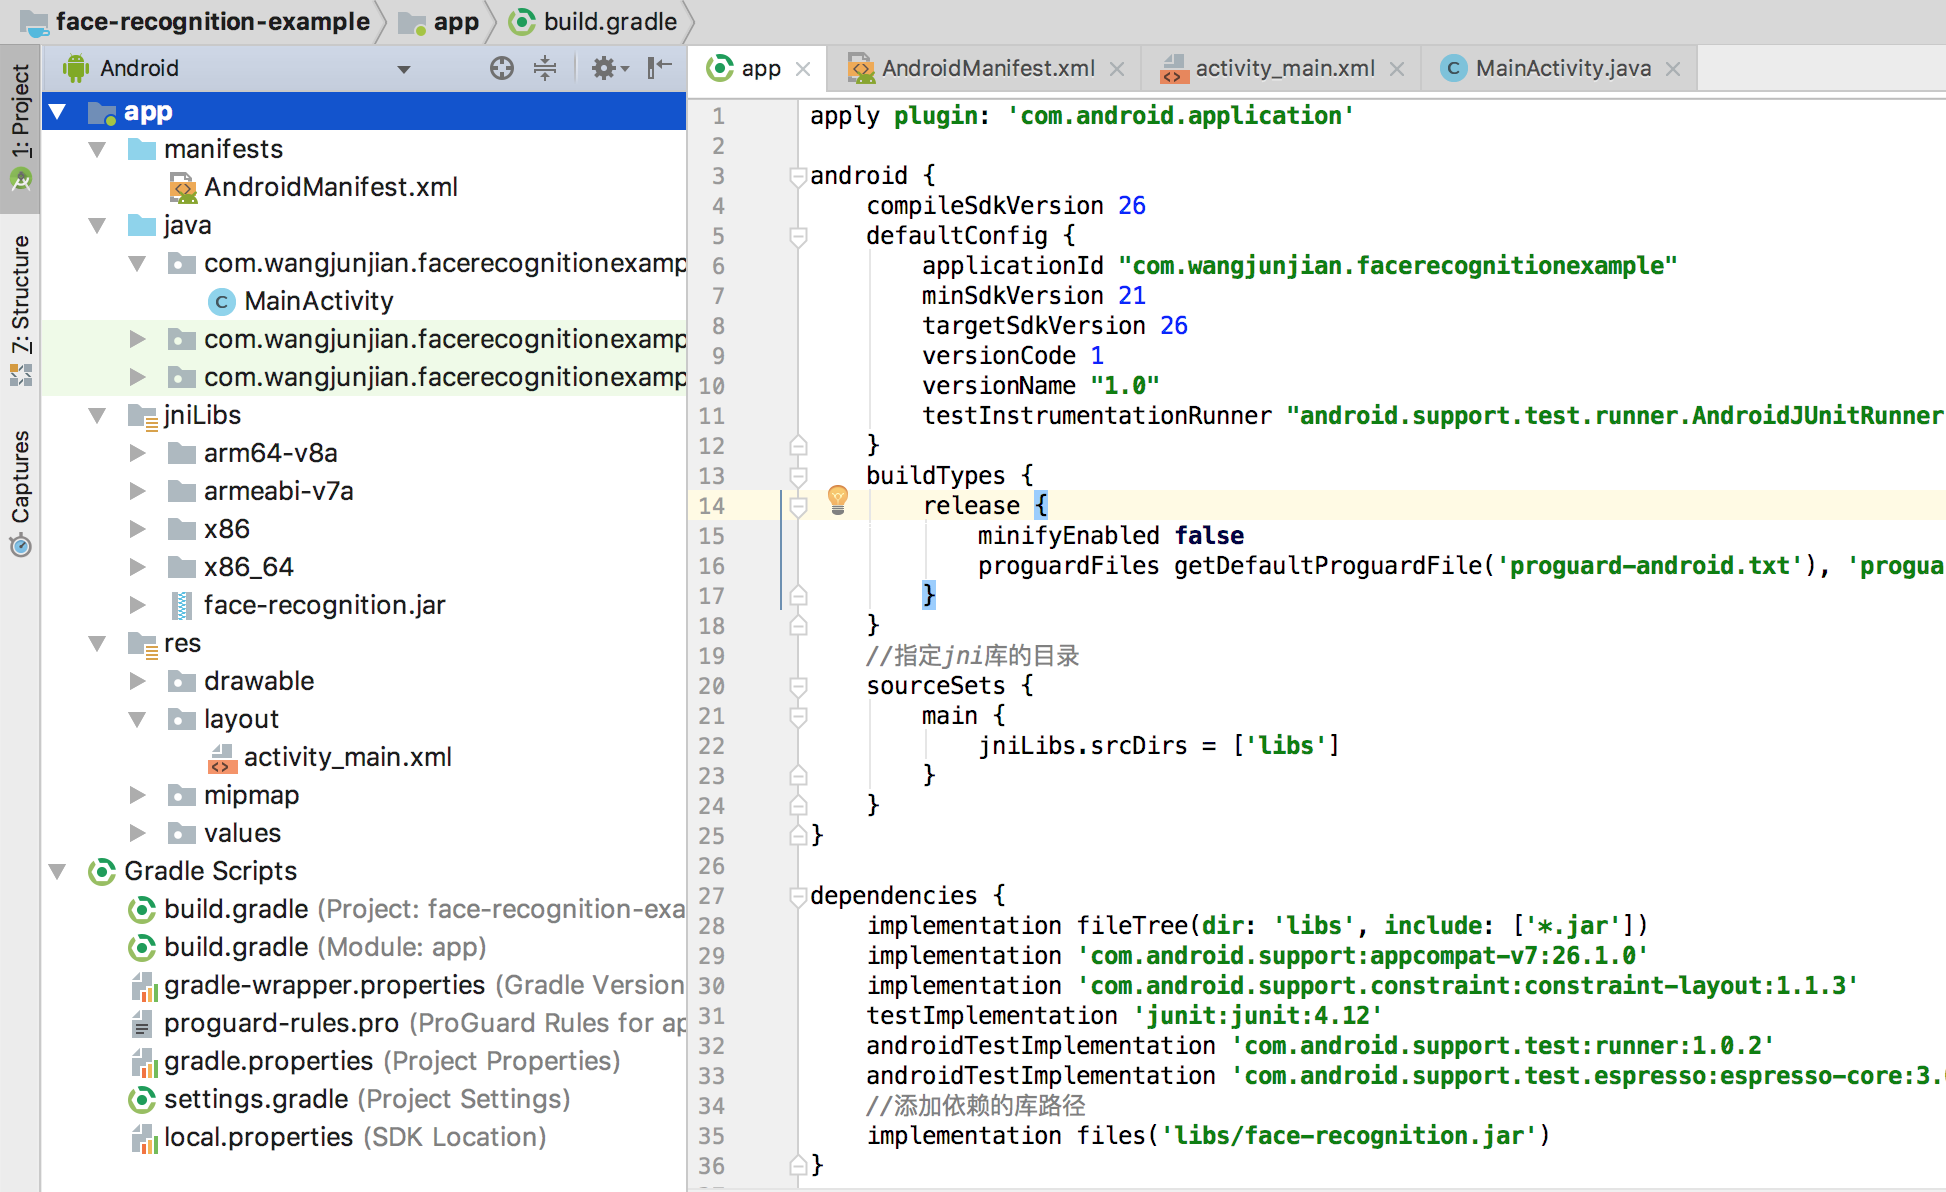 face-recognition-example app build.gradle
1: Project
7: Structure
Captures
Android
app
manifests
AndroidManifest.xml
java
com.wangjunjian.facerecognitionexamp
MainActivity
com.wangjunjian.facerecognitionexamp
com.wangjunjian.facerecognitionexamp
jniLibs
arm64-v8a
armeabi-v7a
x86
x86_64
face-recognition.jar
res
drawable
layout
activity_main.xml
mipmap
values
Gradle Scripts
build.gradle (Project: face-recognition-exa
build.gradle (Module: app)
gradle-wrapper.properties (Gradle Version
proguard-rules.pro (ProGuard Rules for ap
gradle.properties (Project Properties)
settings.gradle (Project Settings)
local.properties (SDK Location)
app AndroidManifest.xml activity_main.xml MainActivity.java
1 apply plugin: 'com.android.application'
2
3 android {
4 compileSdkVersion 26
5 defaultConfig {
6 applicationId "com.wangjunjian.facerecognitionexample"
7 minSdkVersion 21
8 targetSdkVersion 26
9 versionCode 1
10 versionName "1.0"
11 testInstrumentationRunner "android.support.test.runner.AndroidJUnitRunner
12 }
13 buildTypes {
14 release {
15 minifyEnabled false
16 proguardFiles getDefaultProguardFile('proguard-android.txt'), 'progua
17 }
18 }
19 //指定jni库的目录
20 sourceSets {
21 main {
22 jniLibs.srcDirs = ['libs']
23 }
24 }
25 }
26
27 dependencies {
28 implementation fileTree(dir: 'libs', include: ['*.jar'])
29 implementation 'com.android.support:appcompat-v7:26.1.0'
30 implementation 'com.android.support.constraint:constraint-layout:1.1.3'
31 testImplementation 'junit:junit:4.12'
32 androidTestImplementation 'com.android.support.test:runner:1.0.2'
33 androidTestImplementation 'com.android.support.test.espresso:espresso-core:3.
34 //添加依赖的库路径
35 implementation files('libs/face-recognition.jar')
36 }